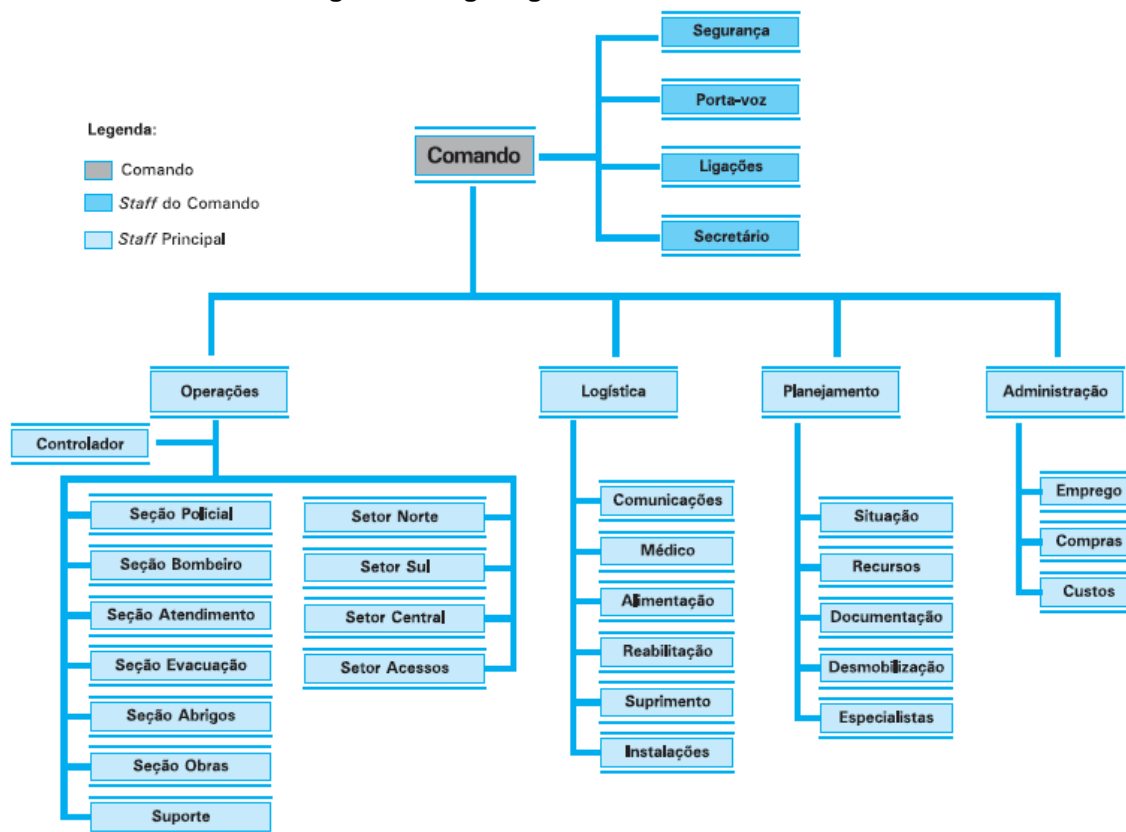 Segurança
Porta-voz
Legenda:
Comando
Comando
Ligações
Staff do Comando
Staff Principal
Secretário
Operações
Logística
Planejamento
Administração
Controlador
Seção Policial
Seção Bombeiro
Seção Atendimento
Seção Evacuação
Seção Abrigos
Seção Obras
Suporte
Setor Norte
Setor Sul
Setor Central
Setor Acessos
Comunicações
Médico
Alimentação
Reabilitação
Suprimento
Instalações
Situação
Recursos
Documentação
Desmobilização
Especialistas
Emprego
Compras
Custos